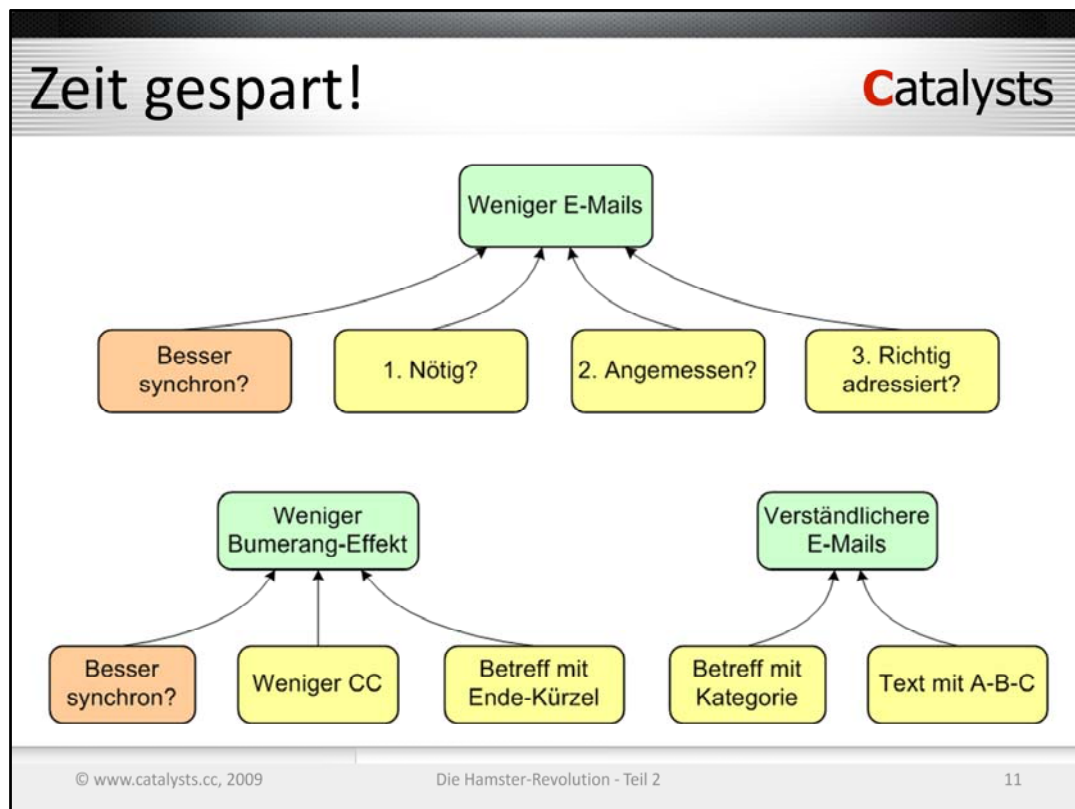 Zeit gespart!
Catalysts
Weniger E-Mails
Besser
synchron?
1. Nötig?
2. Angemessen?
3. Richtig
adressiert?
Weniger
Bumerang-Effekt
Verständlichere
E-Mails
Besser
synchron?
Weniger CC
Betreff mit
Ende-Kürzel
Betreff mit
Kategorie
Text mit A-B-C
© www.catalysts.cc, 2009
Die Hamster-Revolution - Teil 2
11